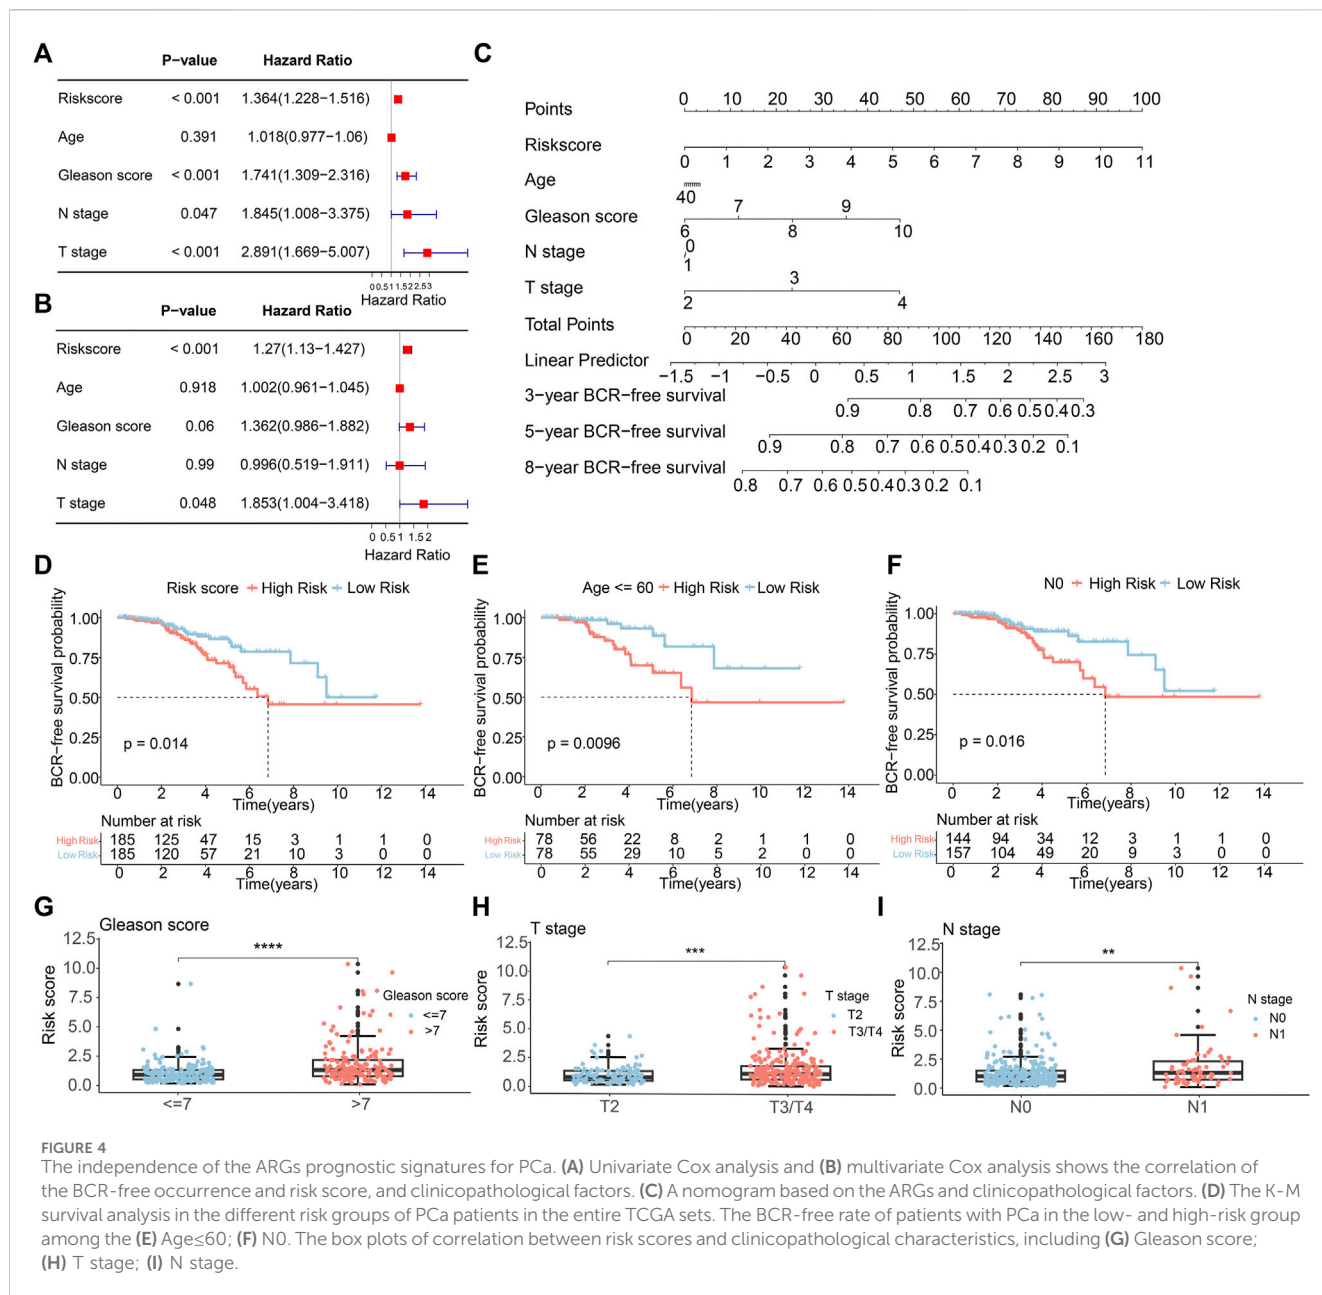 A
P−value Hazard Ratio
Riskscore < 0.001 1.364(1.228−1.516)
Age 0.391 1.018(0.977−1.06)
Gleason score < 0.001 1.741(1.309−2.316)
N stage 0.047 1.845(1.008−3.375)
T stage < 0.001 2.891(1.669−5.007)
0 0.51 1.52 2.53
Hazard Ratio
B
P−value Hazard Ratio
Riskscore < 0.001 1.27(1.13−1.427)
Age 0.918 1.002(0.961−1.045)
Gleason score 0.06 1.362(0.986−1.882)
N stage 0.99 0.996(0.519−1.911)
T stage 0.048 1.853(1.004−3.418)
0 0.5 1 1.5 2
Hazard Ratio
C
Points 0 10 20 30 40 50 60 70 80 90 100
Riskscore
0 1 2 3 4 5 6 7 8 9 10 11
Age
40
Gleason score 7 9
6 8 10
N stage 0
1
T stage 3
2 4
Total Points
0 20 40 60 80 100 120 140 160 180
Linear Predictor
−1.5 −1 −0.5 0 0.5 1 1.5 2 2.5 3
3−year BCR−free survival
0.9 0.8 0.7 0.6 0.5 0.4 0.3
5−year BCR−free survival
0.9 0.8 0.7 0.6 0.5 0.4 0.3 0.2 0.1
8−year BCR−free survival
0.8 0.7 0.6 0.5 0.4 0.3 0.2 0.1
D
Risk score High Risk Low Risk
BCR−free survival probability
1.00
0.75
0.50
0.25
0.00
p = 0.014
0 2 4 6 8 10 12 14
Time(years)
Number at risk
High Risk 185 125 47 15 3 1 1 0
Low Risk 185 120 57 21 10 3 0 0
0 2 4 6 8 10 12 14
Time(years)
E
Age <= 60 High Risk Low Risk
BCR−free survival probability
1.00
0.75
0.50
0.25
0.00
p = 0.0096
0 2 4 6 8 10 12 14
Time(years)
Number at risk
High Risk 78 56 22 8 2 1 1 0
Low Risk 78 55 29 10 5 2 0 0
0 2 4 6 8 10 12 14
Time(years)
F
N0 High Risk Low Risk
BCR−free survival probability
1.00
0.75
0.50
0.25
0.00
p = 0.016
0 2 4 6 8 10 12 14
Time(years)
Number at risk
High Risk 144 94 34 12 3 1 1 0
Low Risk 157 104 49 20 9 3 0 0
0 2 4 6 8 10 12 14
Time(years)
G
Gleason score
Risk score
12.5
10.0
7.5
5.0
2.5
0.0
****
Gleason score
<=7
>7
<=7 >7
H
T stage
Risk score
12.5
10.0
7.5
5.0
2.5
0.0
***
T stage
T2
T3/T4
T2 T3/T4
I
N stage
Risk score
12.5
10.0
7.5
5.0
2.5
0.0
**
N stage
N0
N1
N0 N1
FIGURE 4
The independence of the ARGs prognostic signatures for PCa. (A) Univariate Cox analysis and (B) multivariate Cox analysis shows the correlation of
the BCR-free occurrence and risk score, and clinicopathological factors. (C) A nomogram based on the ARGs and clinicopathological factors. (D) The K-M
survival analysis in the different risk groups of PCa patients in the entire TCGA sets. The BCR-free rate of patients with PCa in the low- and high-risk group
among the (E) Age≤60; (F) N0. The box plots of correlation between risk scores and clinicopathological characteristics, including (G) Gleason score;
(H) T stage; (I) N stage.